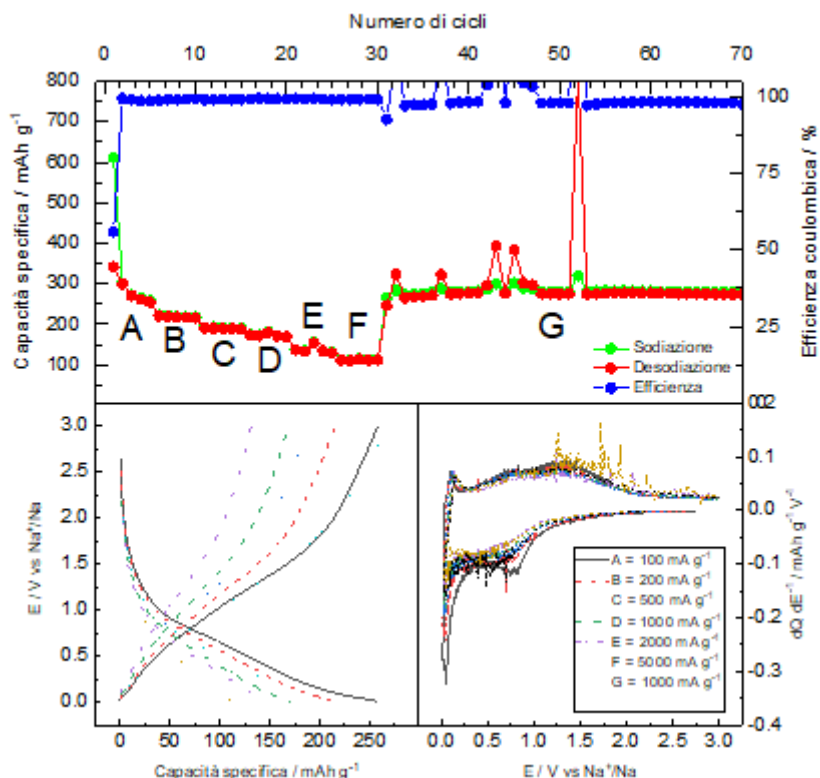 Numero di cicli
0 10 20 30 40 50 60 70
Capacità specifica / mAh g⁻¹
800
700
600
500
400
300
200
100
A B C D E F G
Sodiazione
Desodiazione
Efficienza
100
75
50
25
Efficienza coulombica / %
E / V vs Na⁺/Na
3.0
2.5
2.0
1.5
1.0
0.5
0.0
0 50 100 150 200 250
Capacità specifica / mAh g⁻¹
0.1
0.0
-0.1
-0.2
-0.3
-0.4
dQ dE⁻¹ / mAh g⁻¹ V⁻¹
A = 100 mA g⁻¹
B = 200 mA g⁻¹
C = 500 mA g⁻¹
D = 1000 mA g⁻¹
E = 2000 mA g⁻¹
F = 5000 mA g⁻¹
G = 1000 mA g⁻¹
0.0 0.5 1.0 1.5 2.0 2.5 3.0
E / V vs Na⁺/Na